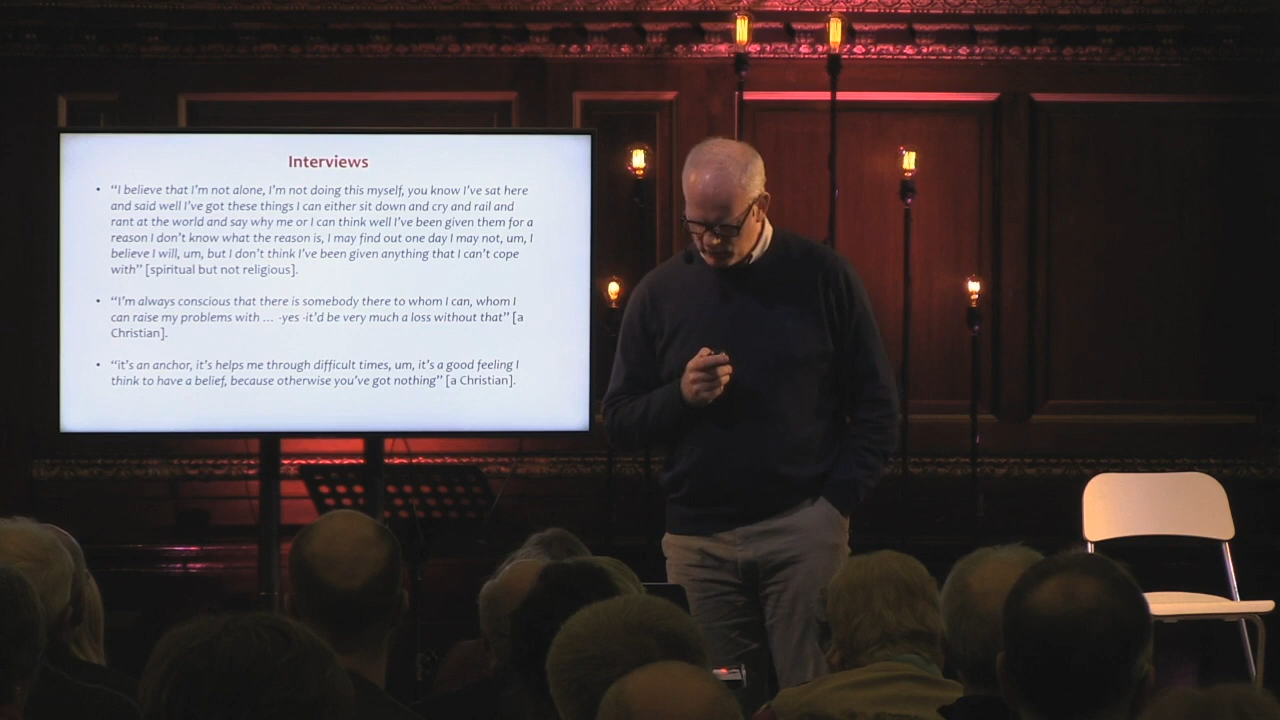 Interviews
• “I believe that I’m not alone, I’m not doing this myself, you know I’ve sat here
and said well I’ve got these things I can either sit down and cry and rail and
rant at the world and say why me or I can think well I’ve been given them for a
reason I don’t know what the reason is, I may find out one day I may not, um, I
believe I will, um, but I don’t think I’ve been given anything that I can’t cope
with” [spiritual but not religious].
• “I’m always conscious that there is somebody there to whom I can, whom I
can raise my problems with … -yes -it’d be very much a loss without that” [a
Christian].
• “it’s an anchor, it’s helps me through difficult times, um, it’s a good feeling I
think to have a belief, because otherwise you’ve got nothing” [a Christian].